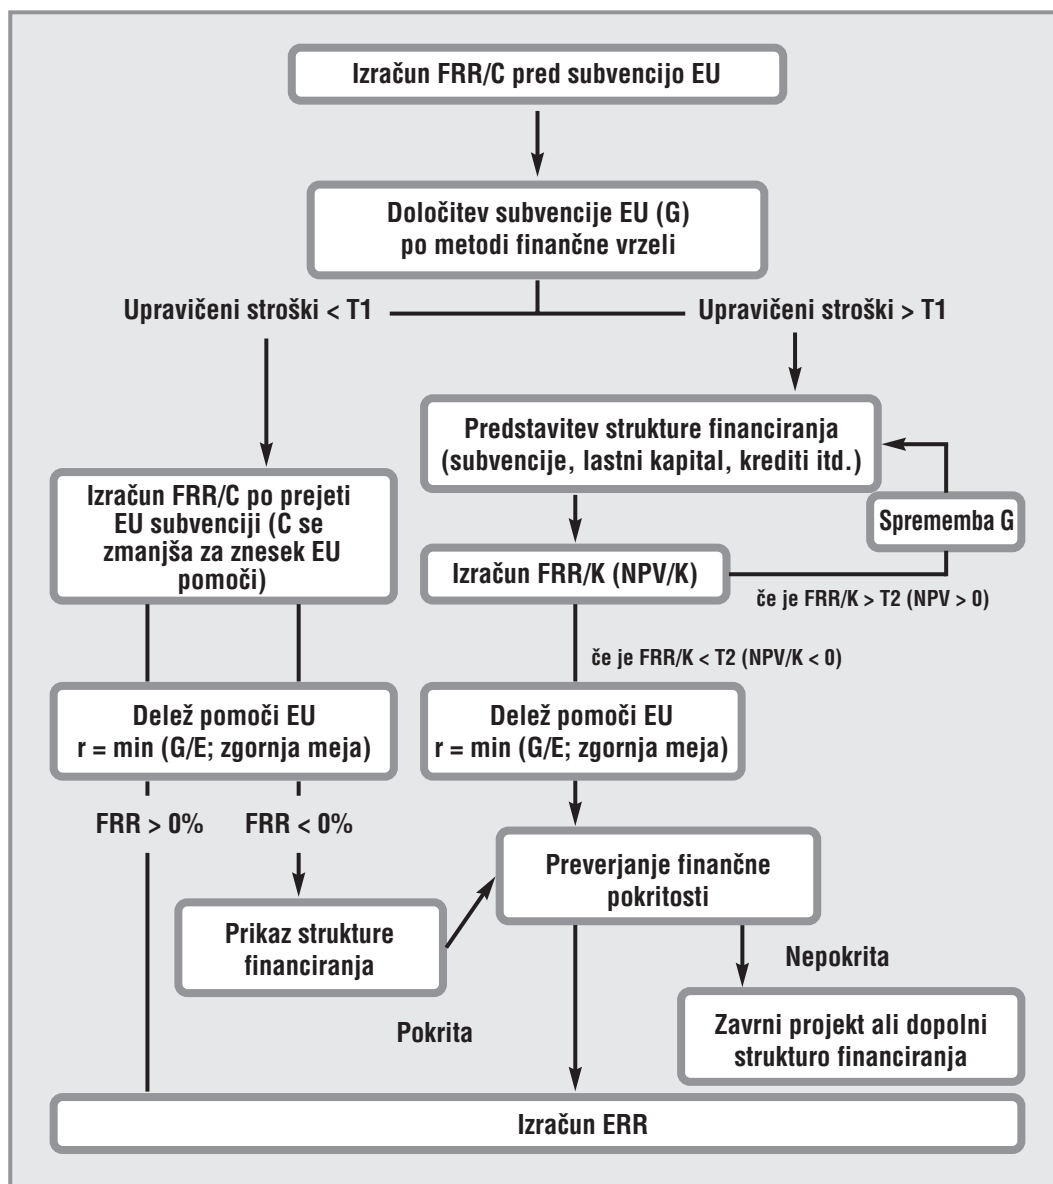 Izračun FRR/C pred subvencijo EU
Določitev subvencije EU (G)
po metodi finančne vrzeli
Upravičeni stroški < T1
Upravičeni stroški > T1
Predstavitev strukture financiranja
(subvencije, lastni kapital, krediti itd.)
Izračun FRR/C po prejeti
EU subvenciji (C se
zmanjša za znesek EU
pomoči)
Sprememba G
Izračun FRR/K (NPV/K)
če je FRR/K > T2 (NPV > 0)
če je FRR/K < T2 (NPV/K < 0)
Delež pomoči EU
r = min (G/E; zgornja meja)
Delež pomoči EU
r = min (G/E; zgornja meja)
FRR > 0%
FRR < 0%
Preverjanje finančne
pokritosti
Prikaz strukture
financiranja
Nepokrita
Pokrita
Zavrni projekt ali dopolni
strukturo financiranja
Izračun ERR